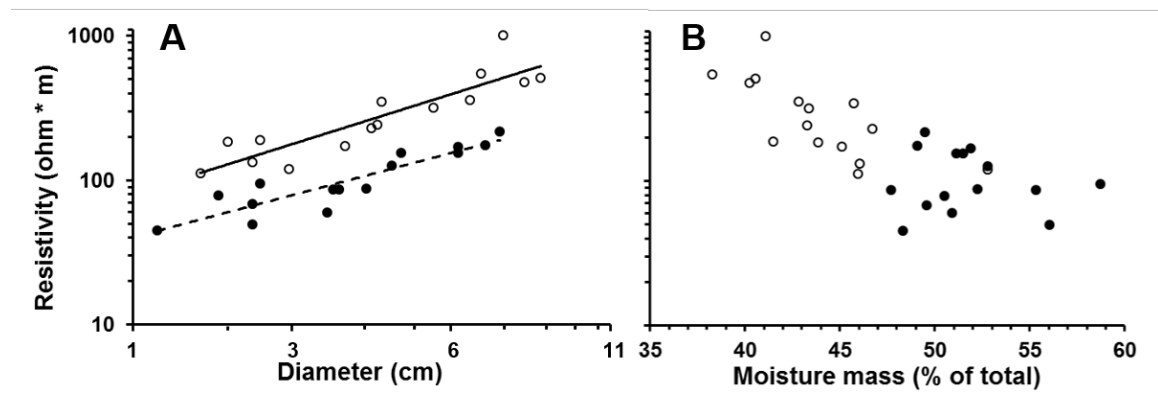 A
B
Resistivity (ohm * m)
1000
100
10
1 3 6 11
Diameter (cm)
35 40 45 50 55 60
Moisture mass (% of total)